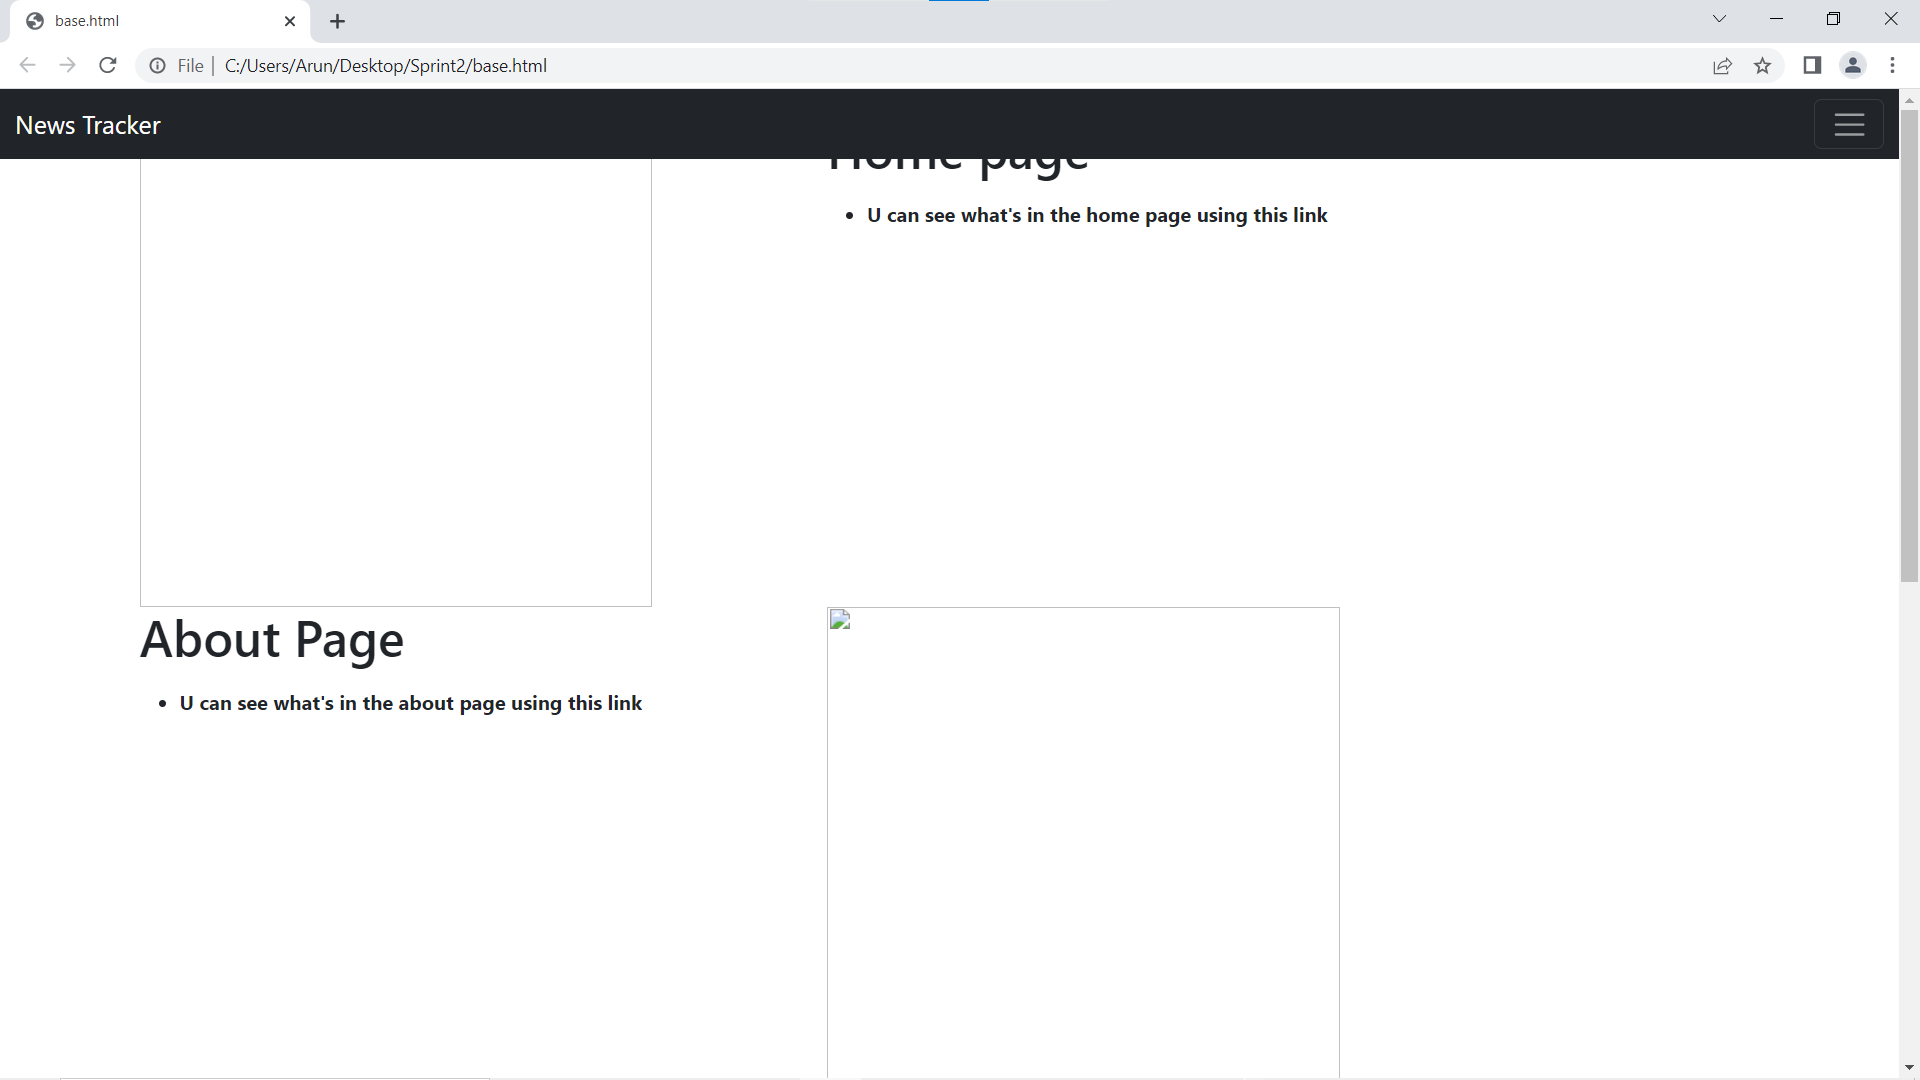 base.html
File
C:/Users/Arun/Desktop/Sprint2/base.html
News Tracker
Home page
U can see what's in the home page using this link
About Page
U can see what's in the about page using this link